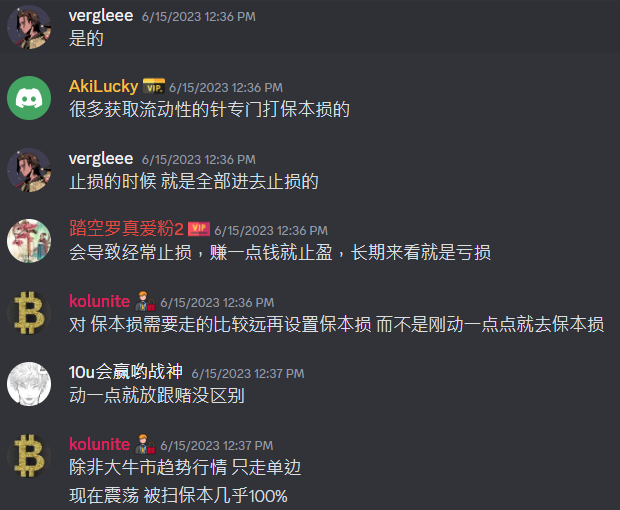 vergleee 6/15/2023 12:36 PM
是的
AkiLucky VIP. 6/15/2023 12:36 PM
很多获取流动性的针专门打保本损的
vergleee 6/15/2023 12:36 PM
止损的时候 就是全部进去止损的
踏空罗真爱粉2 VIP 6/15/2023 12:36 PM
会导致经常止损，赚一点钱就止盈，长期来看就是亏损
kolunite 6/15/2023 12:36 PM
对 保本损需要走的比较远再设置保本损 而不是刚动一点点就去保本损
10u会赢哟战神 6/15/2023 12:37 PM
动一点就放跟赌没区别
kolunite 6/15/2023 12:37 PM
除非大牛市趋势行情 只走单边
现在震荡 被扫保本几乎100%